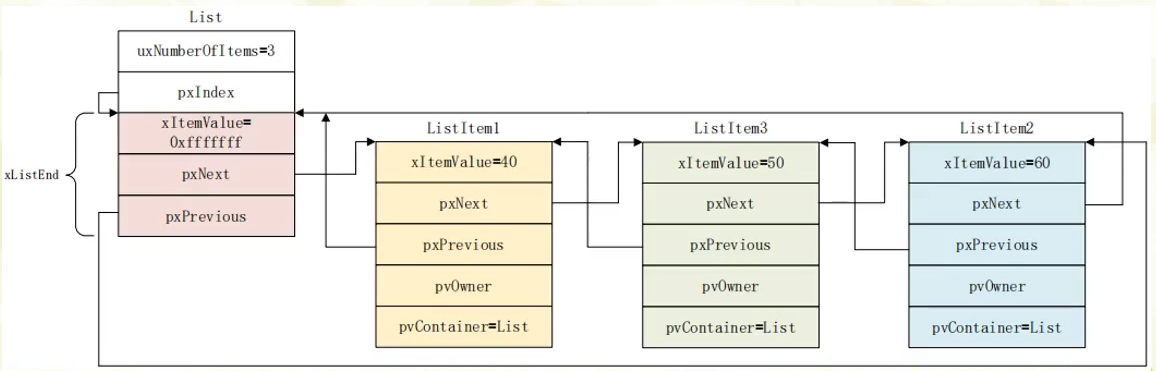 List
uxNumberOfItems=3
pxIndex
xItemValue=
0xfffffff
pxNext
pxPrevious
xListEnd
ListItem1
xItemValue=40
pxNext
pxPrevious
pvOwner
pvContainer=List
ListItem3
xItemValue=50
pxNext
pxPrevious
pvOwner
pvContainer=List
ListItem2
xItemValue=60
pxNext
pxPrevious
pvOwner
pvContainer=List